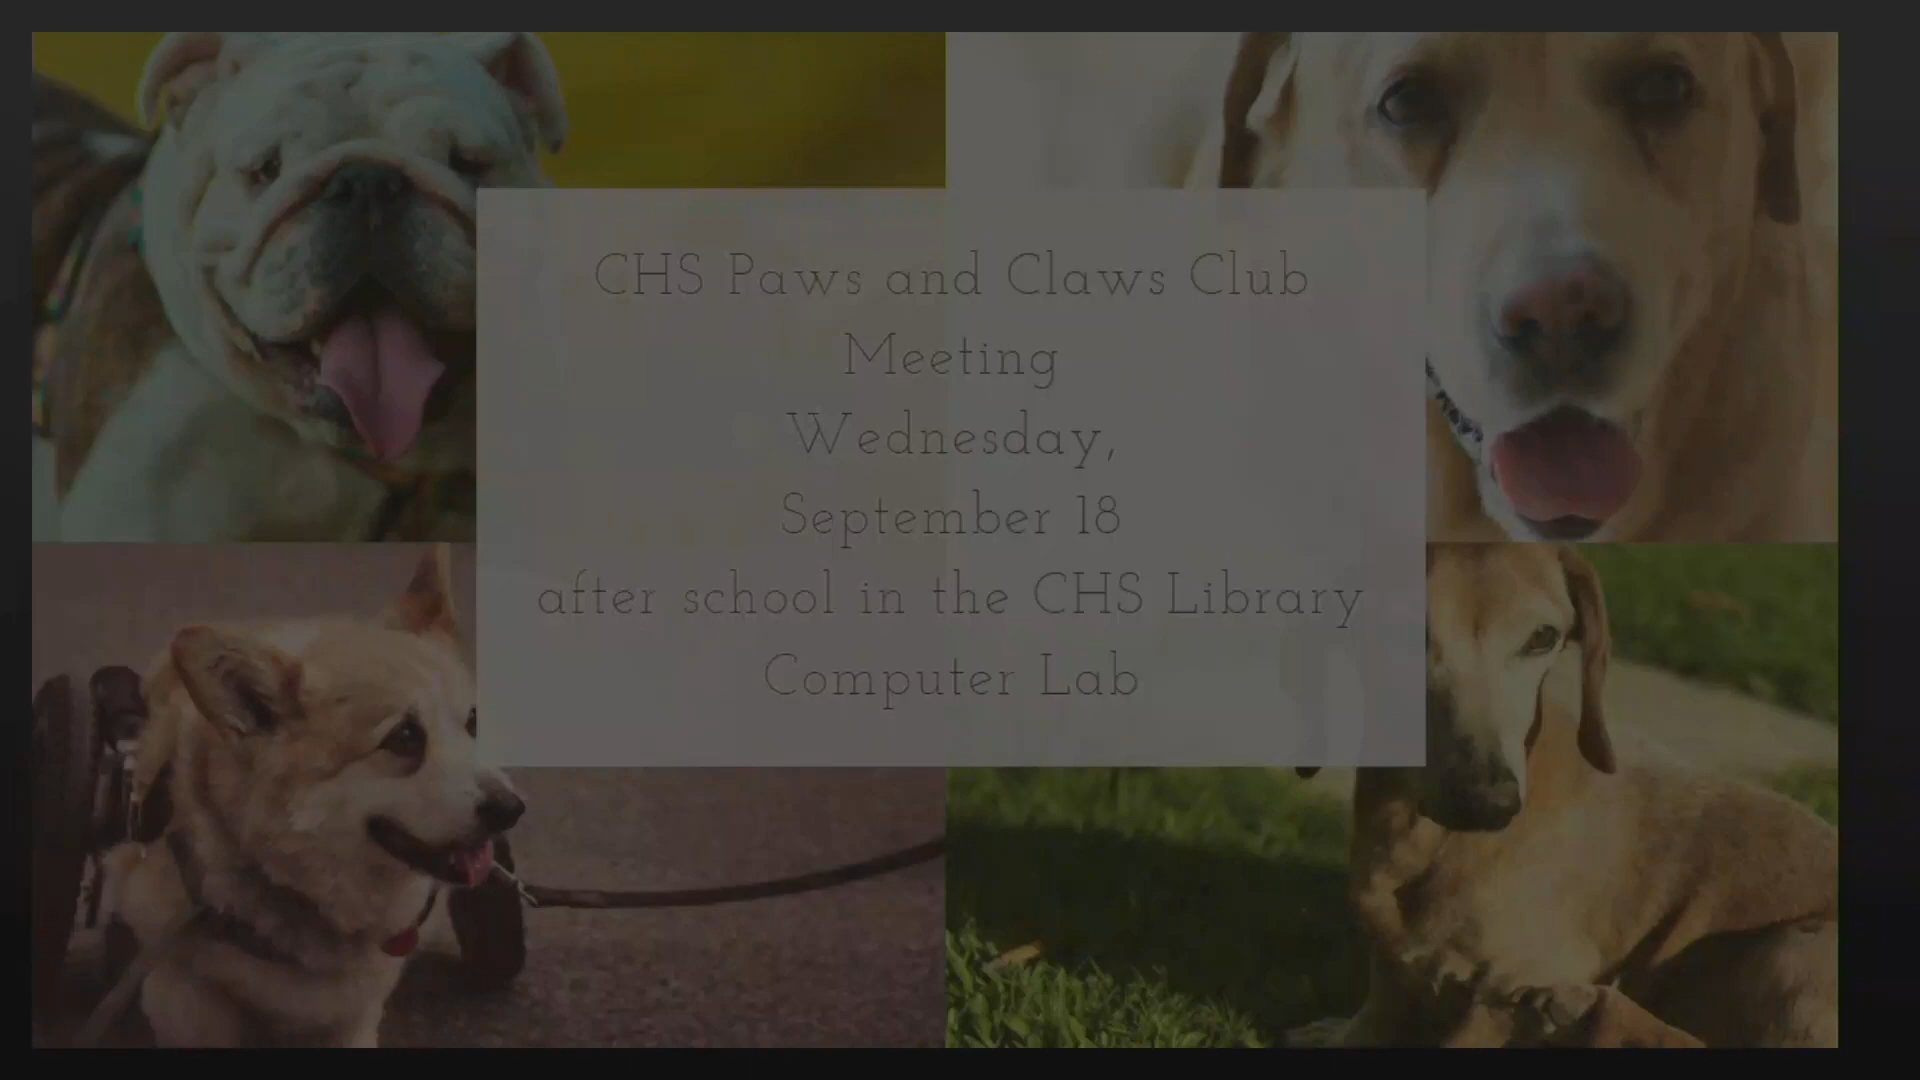 CHS Paws and Claws Club
Meeting
Wednesday,
September 18
after school in the CHS Library
Computer Lab